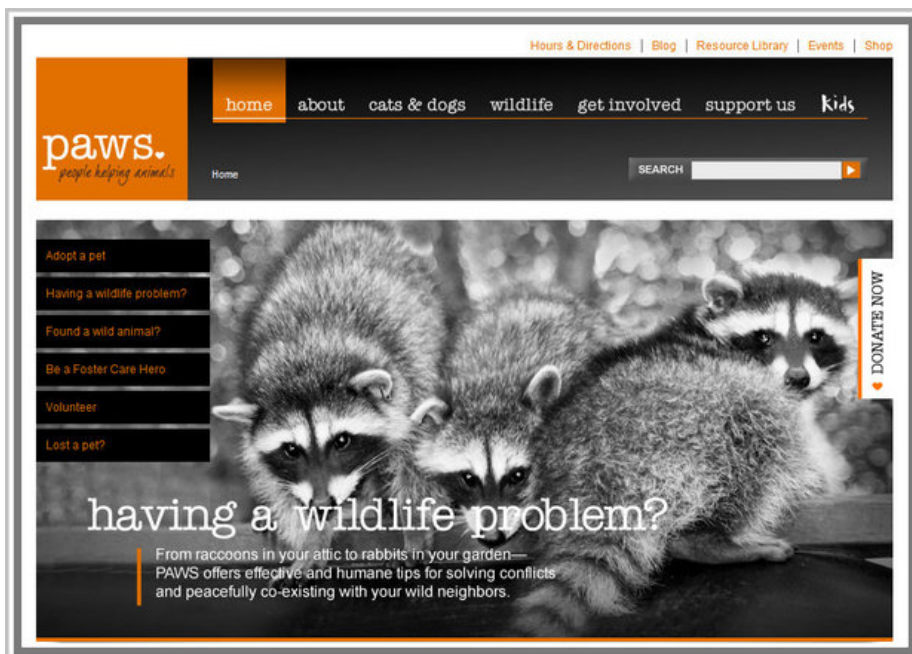 Hours & Directions | Blog | Resource Library | Events | Shop
home about cats & dogs wildlife get involved support us kids
paws.
people helping animals
Home
SEARCH
Adopt a pet
Having a wildlife problem?
Found a wild animal?
Be a Foster Care Hero
Volunteer
Lost a pet?
DONATE NOW
having a wildlife problem?
From raccoons in your attic to rabbits in your garden—
PAWS offers effective and humane tips for solving conflicts
and peacefully co-existing with your wild neighbors.